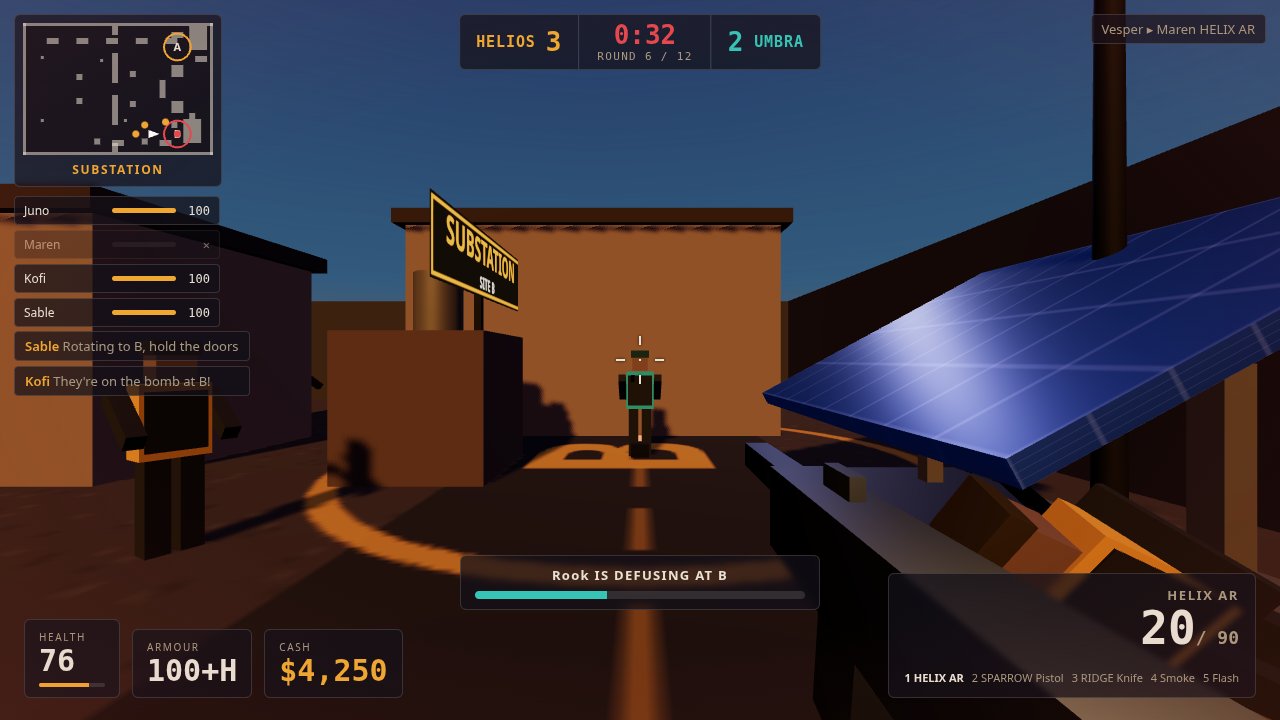 A
B
SUBSTATION
HELIOS 3
0:32
ROUND 6 / 12
2 UMBRA
Vesper ▸ Maren HELIX AR
Juno 100
Maren ×
Kofi 100
Sable 100
Sable Rotating to B, hold the doors
Kofi They're on the bomb at B!
SUBSTATION
SITE B
B
Rook IS DEFUSING AT B
HEALTH
76
ARMOUR
100+H
CASH
$4,250
HELIX AR
20 / 90
1 HELIX AR 2 SPARROW Pistol 3 RIDGE Knife 4 Smoke 5 Flash